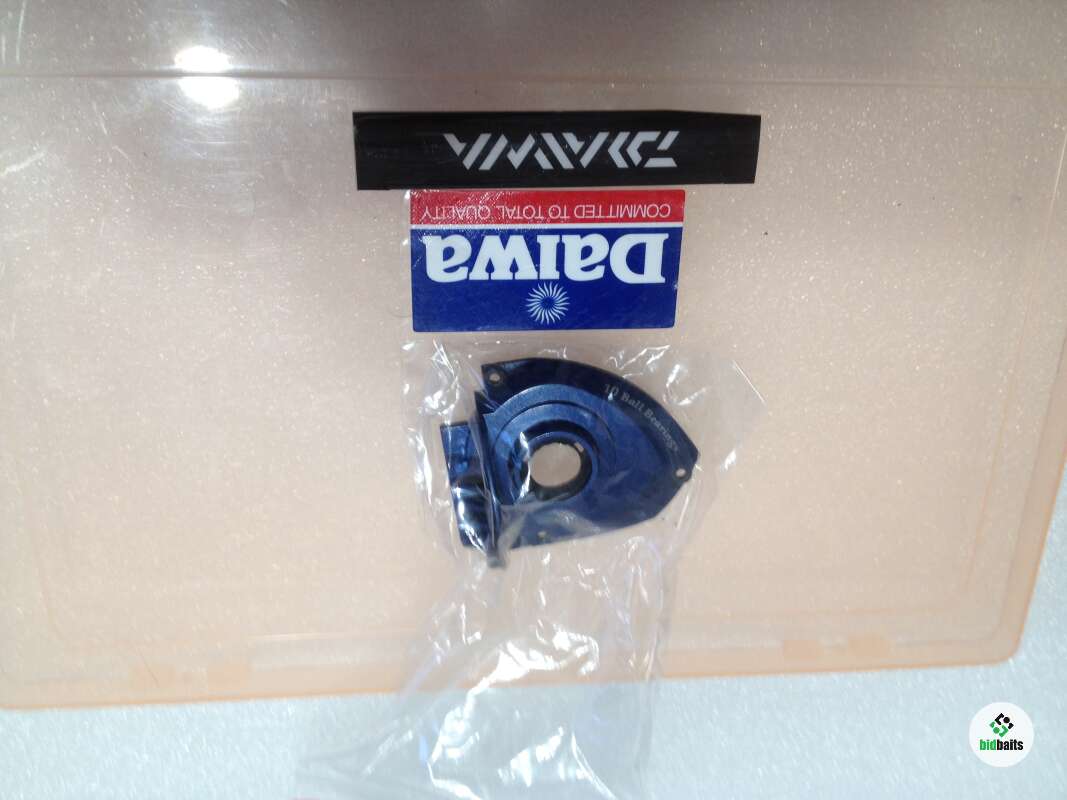 DAIWA
COMMITTED TO TOTAL QUALITY
Daiwa
10 Ball Bearings
bidbaits